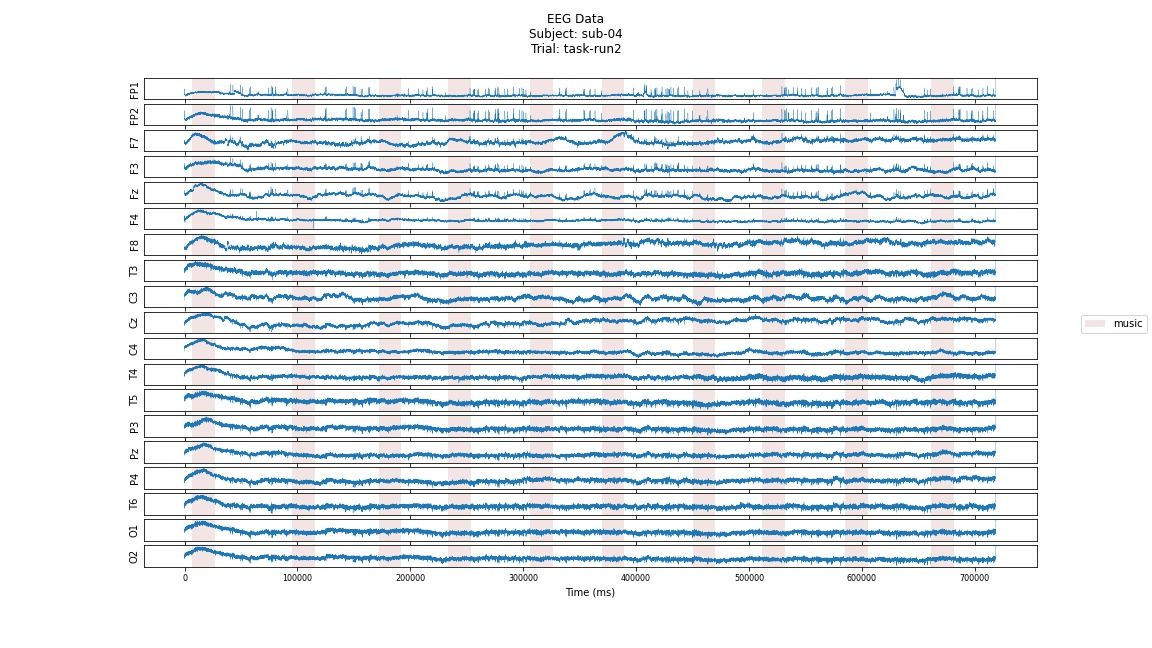 EEG Data
Subject: sub-04
Trial: task-run2
FP1
FP2
F7
F3
Fz
F4
F8
T3
C3
Cz
C4
T4
T5
P3
Pz
P4
T6
O1
O2
music
0 100000 200000 300000 400000 500000 600000 700000
Time (ms)